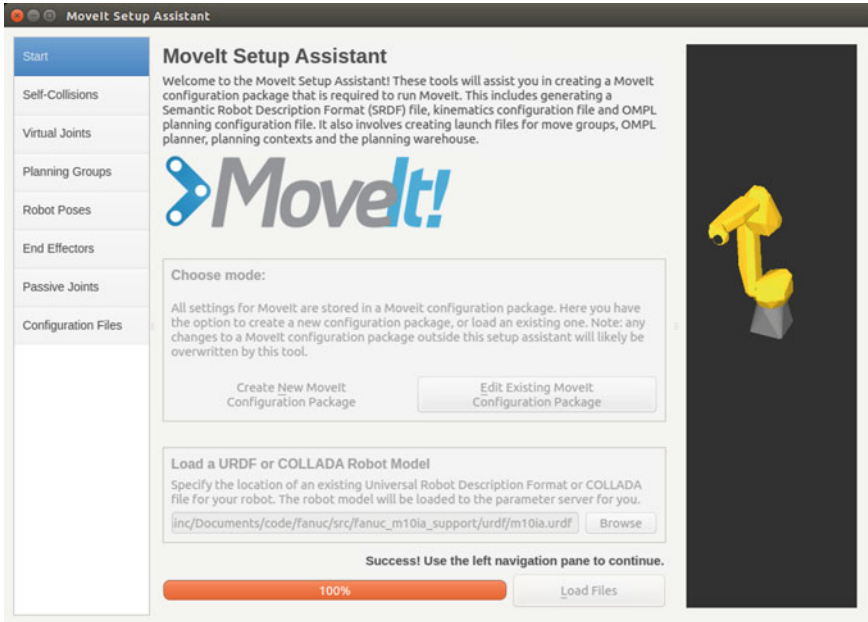 MoveIt Setup Assistant
Start
Self-Collisions
Virtual Joints
Planning Groups
Robot Poses
End Effectors
Passive Joints
Configuration Files
MoveIt Setup Assistant
Welcome to the MoveIt Setup Assistant! These tools will assist you in creating a MoveIt
configuration package that is required to run MoveIt. This includes generating a
Semantic Robot Description Format (SRDF) file, kinematics configuration file and OMPL
planning configuration file. It also involves creating launch files for move groups, OMPL
planner, planning contexts and the planning warehouse.
MoveIt!
Choose mode:
All settings for MoveIt are stored in a Moveit configuration package. Here you have
the option to create a new configuration package, or load an existing one. Note: any
changes to a MoveIt configuration package outside this setup assistant will likely be
overwritten by this tool.
Create New MoveIt
Configuration Package
Edit Existing MoveIt
Configuration Package
Load a URDF or COLLADA Robot Model
Specify the location of an existing Universal Robot Description Format or COLLADA
file for your robot. The robot model will be loaded to the parameter server for you.
inc/Documents/code/fanuc/src/fanuc_m10ia_support/urdf/m10ia.urdf
Browse
Success! Use the left navigation pane to continue.
100%
Load Files